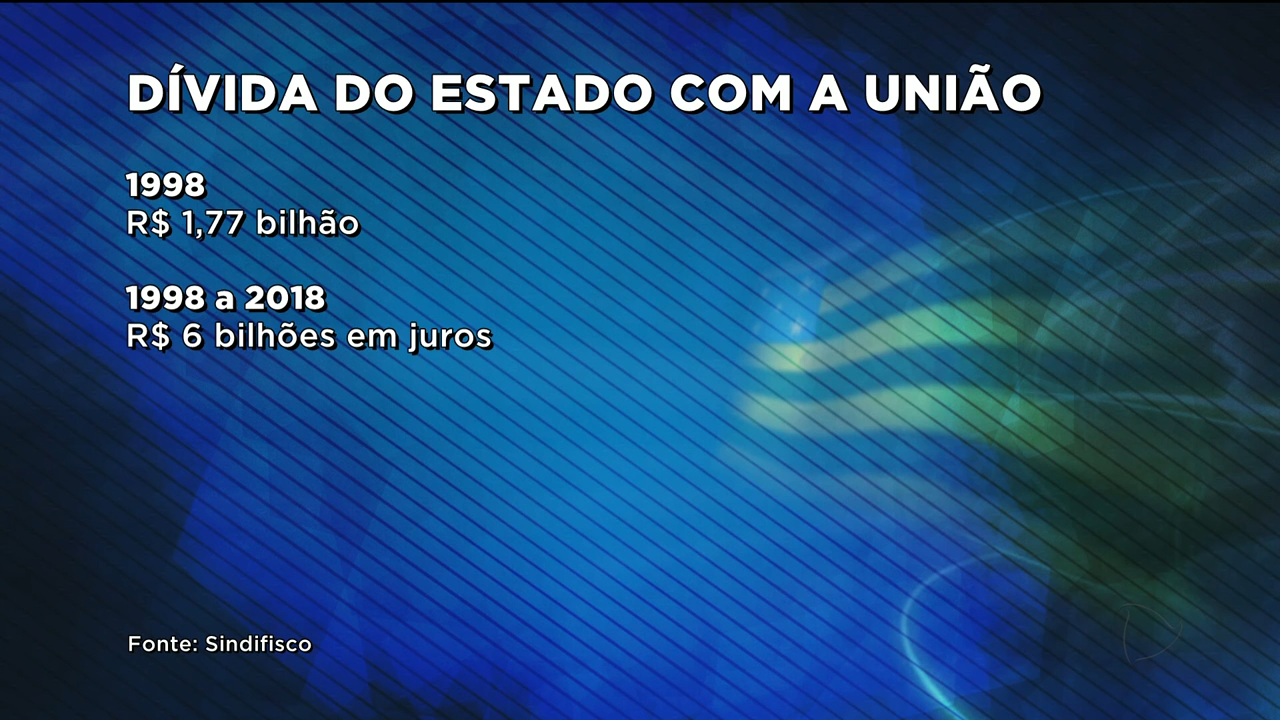 DÍVIDA DO ESTADO COM A UNIÃO
1998
R$ 1,77 bilhão
1998 a 2018
R$ 6 bilhões em juros
Fonte: Sindifisco